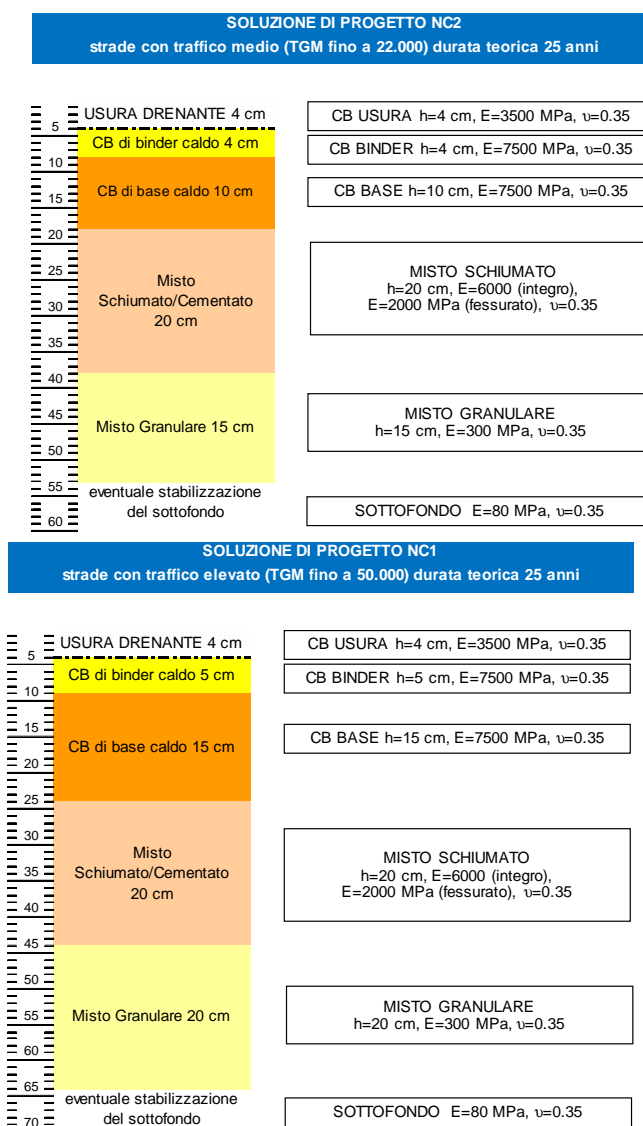 SOLUZIONE DI PROGETTO NC2
strade con traffico medio (TGM fino a 22.000) durata teorica 25 anni
USURA DRENANTE 4 cm
CB USURA h=4 cm, E=3500 MPa, υ=0.35
5
CB di binder caldo 4 cm
CB BINDER h=4 cm, E=7500 MPa, υ=0.35
10
CB di base caldo 10 cm
CB BASE h=10 cm, E=7500 MPa, υ=0.35
15
20
25
Misto
Schiumato/Cementato
20 cm
MISTO SCHIUMATO
h=20 cm, E=6000 (integro),
E=2000 MPa (fessurato), υ=0.35
30
35
40
45
Misto Granulare 15 cm
MISTO GRANULARE
h=15 cm, E=300 MPa, υ=0.35
50
55
eventuale stabilizzazione
del sottofondo
SOTTOFONDO E=80 MPa, υ=0.35
60
SOLUZIONE DI PROGETTO NC1
strade con traffico elevato (TGM fino a 50.000) durata teorica 25 anni
USURA DRENANTE 4 cm
CB USURA h=4 cm, E=3500 MPa, υ=0.35
5
CB di binder caldo 5 cm
CB BINDER h=5 cm, E=7500 MPa, υ=0.35
10
15
CB di base caldo 15 cm
CB BASE h=15 cm, E=7500 MPa, υ=0.35
20
25
30
Misto
Schiumato/Cementato
20 cm
MISTO SCHIUMATO
h=20 cm, E=6000 (integro),
E=2000 MPa (fessurato), υ=0.35
35
40
45
50
55
Misto Granulare 20 cm
MISTO GRANULARE
h=20 cm, E=300 MPa, υ=0.35
60
65
eventuale stabilizzazione
del sottofondo
SOTTOFONDO E=80 MPa, υ=0.35
70